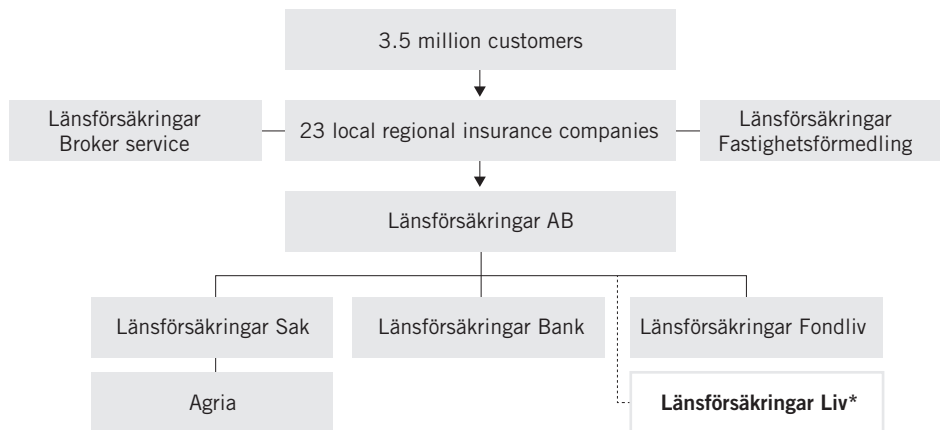 3.5 million customers
Länsförsäkringar
Broker service
23 local regional insurance companies
Länsförsäkringar
Fastighetsförmedling
Länsförsäkringar AB
Länsförsäkringar Sak
Länsförsäkringar Bank
Länsförsäkringar Fondliv
Agria
Länsförsäkringar Liv*